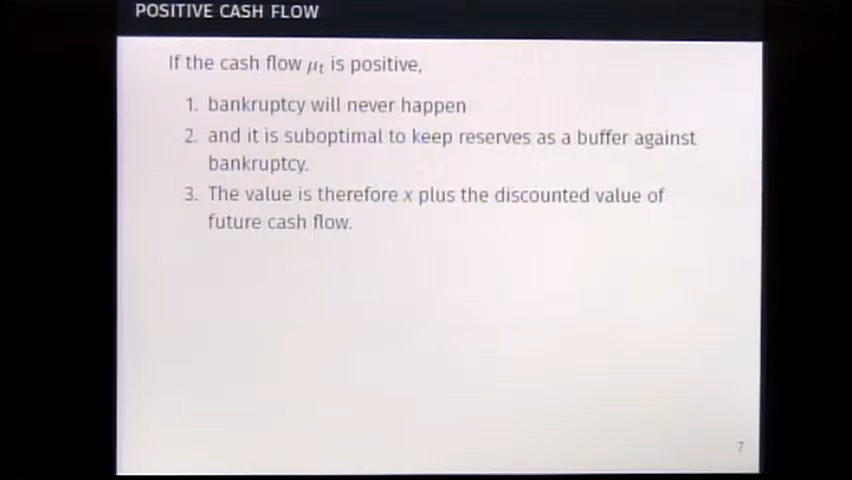 POSITIVE CASH FLOW
If the cash flow μt is positive,
1. bankruptcy will never happen
2. and it is suboptimal to keep reserves as a buffer against
bankruptcy.
3. The value is therefore x plus the discounted value of
future cash flow.
7